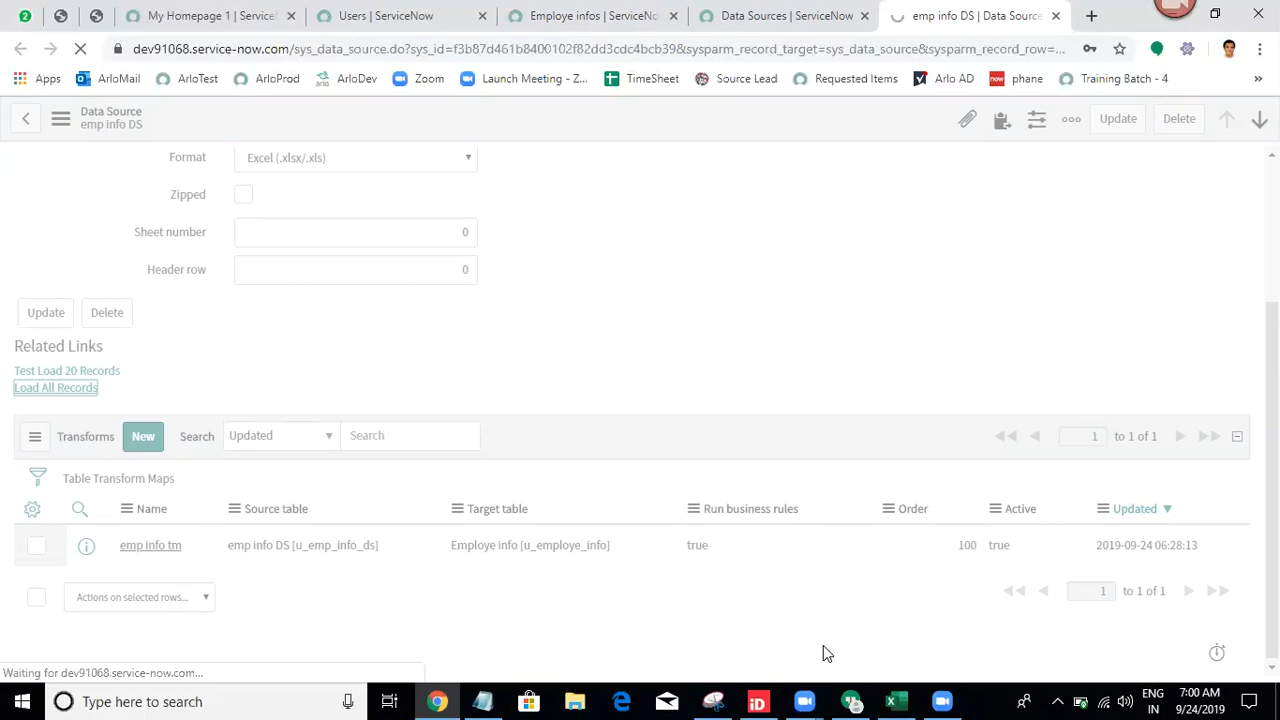 2
My Homepage 1 | ServiceN
Users | ServiceNow
Employe infos | ServiceNo
Data Sources | ServiceNow
emp info DS | Data Source
dev91068.service-now.com/sys_data_source.do?sys_id=f3b87d461b8400102f82dd3cdc4bcb39&sysparm_record_target=sys_data_source&sysparm_record_row=...
Apps
ArloMail
ArloTest
ArloProd
ArloDev
Zoom
Launch Meeting - Z...
TimeSheet
Source Lead
Requested Items
Arlo AD
now phane
Training Batch - 4
»
Data Source
emp info DS
Update
Delete
Format
Excel (.xlsx/.xls)
Zipped
Sheet number
0
Header row
0
Update
Delete
Related Links
Test Load 20 Records
Load All Records
Transforms
New
Search
Updated
Search
1
to 1 of 1
Table Transform Maps
Name
Source table
Target table
Run business rules
Order
Active
Updated
emp info tm
emp info DS [u_emp_info_ds]
Employe info [u_employe_info]
true
100
true
2019-09-24 06:28:13
Actions on selected rows...
1
to 1 of 1
Waiting for dev91068.service-now.com...
Type here to search
iD
ENG
IN
7:00 AM
9/24/2019